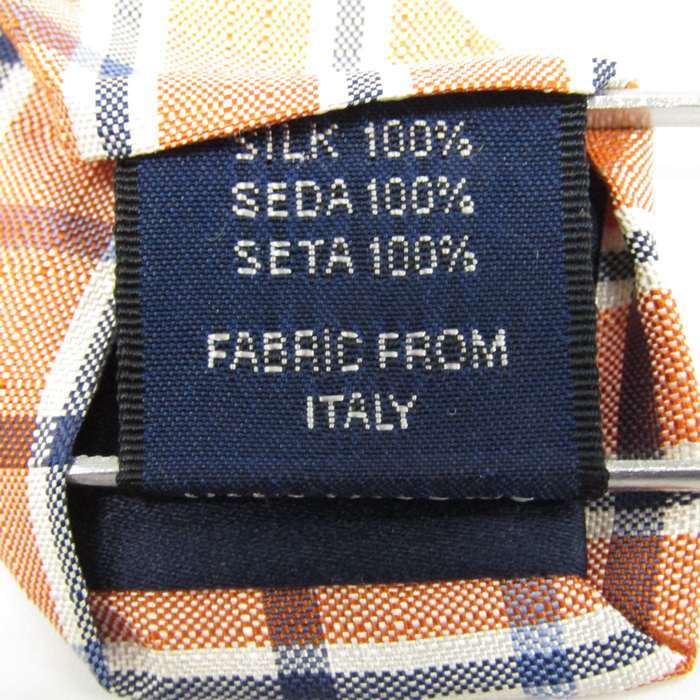 SILK 100%
SEDA 100%
SETA 100%
FABRIC FROM
ITALY